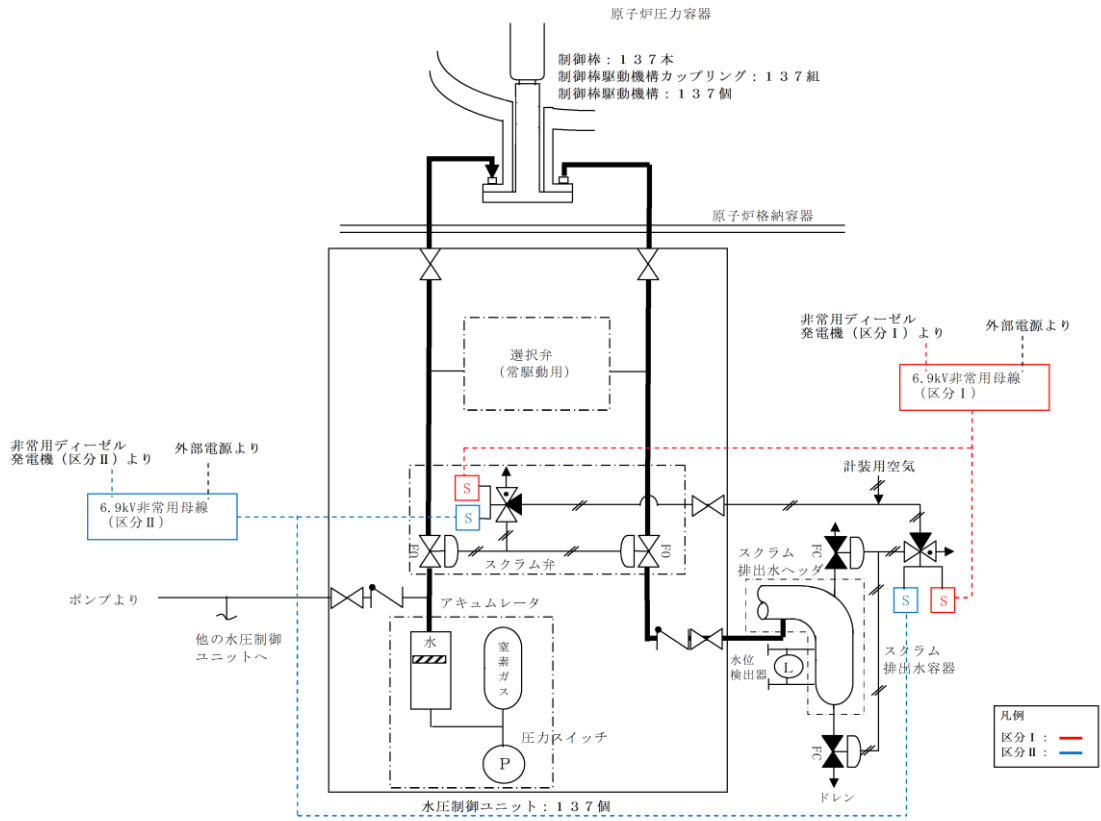 原子炉圧力容器
制御棒：１３７本
制御棒駆動機構カップリング：１３７組
制御棒駆動機構：１３７個
原子炉格納容器
選択弁
（常駆動用）
非常用ディーゼル
発電機（区分Ⅰ）より
外部電源より
6.9kV非常用母線
（区分Ⅰ）
非常用ディーゼル
発電機（区分Ⅱ）より
外部電源より
6.9kV非常用母線
（区分Ⅱ）
S
S
計装用空気
FO
FO
スクラム弁
スクラム
排出水ヘッダ
FC
S
S
ポンプより
他の水圧制御
ユニットへ
アキュムレータ
水
窒素ガス
圧力スイッチ
P
水位
検出器
L
スクラム
排出水容器
FC
ドレン
水圧制御ユニット：１３７個
凡例
区分Ⅰ：
区分Ⅱ：